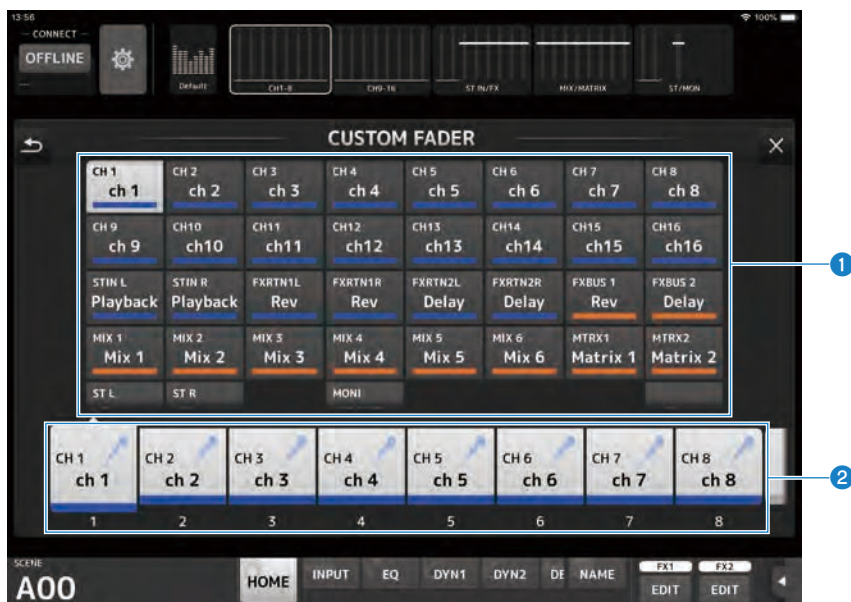 13:56 100%
CONNECT
OFFLINE
Default CH1-8 CH9-16 ST IN/FX MIX/MATRIX ST/MON
CUSTOM FADER
CH 1 CH 2 CH 3 CH 4 CH 5 CH 6 CH 7 CH 8
ch 1 ch 2 ch 3 ch 4 ch 5 ch 6 ch 7 ch 8
CH 9 CH10 CH11 CH12 CH13 CH14 CH15 CH16
ch 9 ch10 ch11 ch12 ch13 ch14 ch15 ch16
1
STIN L STIN R FXRTN1L FXRTN1R FXRTN2L FXRTN2R FXBUS 1 FXBUS 2
Playback Playback Rev Rev Delay Delay Rev Delay
MIX 1 MIX 2 MIX 3 MIX 4 MIX 5 MIX 6 MTRX1 MTRX2
Mix 1 Mix 2 Mix 3 Mix 4 Mix 5 Mix 6 Matrix 1 Matrix 2
ST L ST R MONI
CH 1 CH 2 CH 3 CH 4 CH 5 CH 6 CH 7 CH 8
ch 1 ch 2 ch 3 ch 4 ch 5 ch 6 ch 7 ch 8
2
1 2 3 4 5 6 7 8
SCENE
A00
HOME INPUT EQ DYN1 DYN2 DE NAME
FX1 FX2
EDIT EDIT